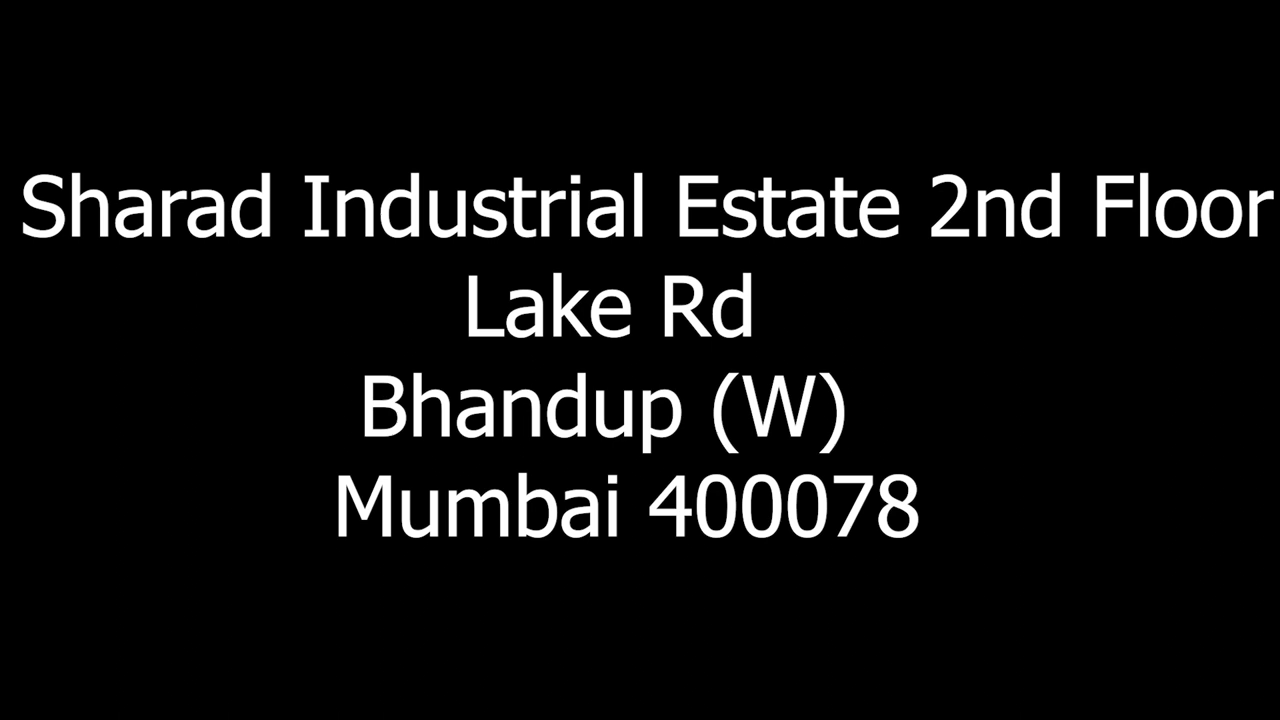 Sharad Industrial Estate 2nd Floor
Lake Rd
Bhandup (W)
Mumbai 400078